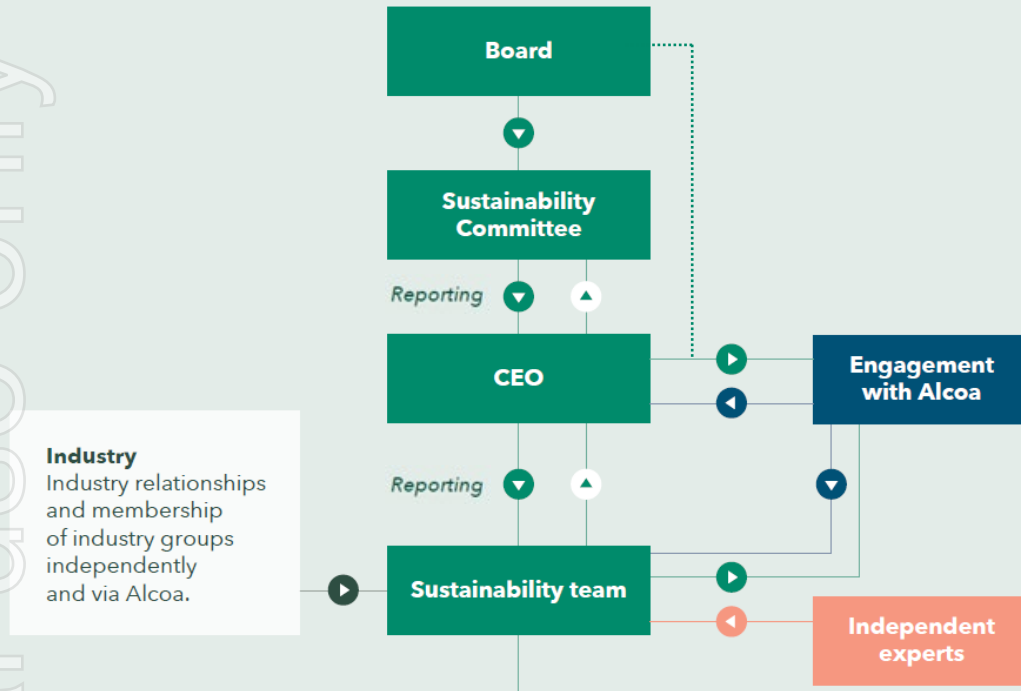 Board
Sustainability
Committee
Reporting
CEO
Engagement
with Alcoa
Reporting
Industry
Industry relationships
and membership
of industry groups
independently
and via Alcoa.
Sustainability team
Independent
experts